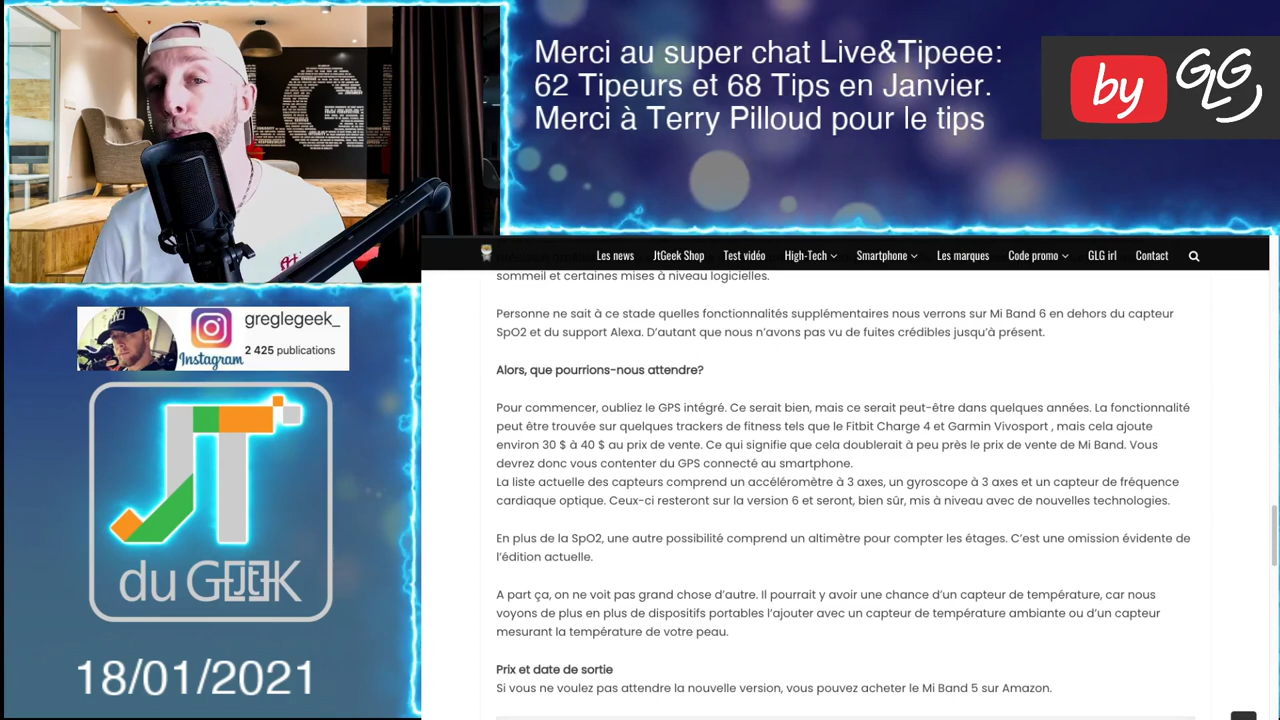 Merci au super chat Live&Tipeee:
62 Tipeurs et 68 Tips en Janvier.
Merci à Terry Pillard pour le tips
by GLG
Les news JtGeek Shop Test vidéo High-Tech Smartphone Les marques Code promo GLG irl Contact
sommeil et certaines mises à niveau logicielles.
Personne ne sait à ce stade quelles fonctionnalités supplémentaires nous verrons sur Mi Band 6 en dehors du capteur
SpO2 et du support Alexa. D’autant que nous n’avons pas vu de fuites crédibles jusqu’à présent.
Alors, que pourrions-nous attendre?
Pour commencer, oubliez le GPS intégré. Ce serait bien, mais ce serait peut-être dans quelques années. La fonctionnalité
peut être trouvée sur quelques trackers de fitness tels que le Fitbit Charge 4 et Garmin Vivosport , mais cela ajoute
environ 30 $ à 40 $ au prix de vente. Ce qui signifie que cela doublerait à peu près le prix de vente de Mi Band. Vous
devrez donc vous contenter du GPS connecté au smartphone.
La liste actuelle des capteurs comprend un accéléromètre à 3 axes, un gyroscope à 3 axes et un capteur de fréquence
cardiaque optique. Ceux-ci resteront sur la version 6 et seront, bien sûr, mis à niveau avec de nouvelles technologies.
En plus de la SpO2, une autre possibilité comprend un altimètre pour compter les étages. C’est une omission évidente de
l’édition actuelle.
A part ça, on ne voit pas grand chose d’autre. Il pourrait y avoir une chance d’un capteur de température, car nous
voyons de plus en plus de dispositifs portables l’ajouter avec un capteur de température ambiante ou d’un capteur
mesurant la température de votre peau.
Prix et date de sortie
Si vous ne voulez pas attendre la nouvelle version, vous pouvez acheter le Mi Band 5 sur Amazon.
greglegeek_
2 425 publications
Instagram
JT
du GEEK
18/01/2021